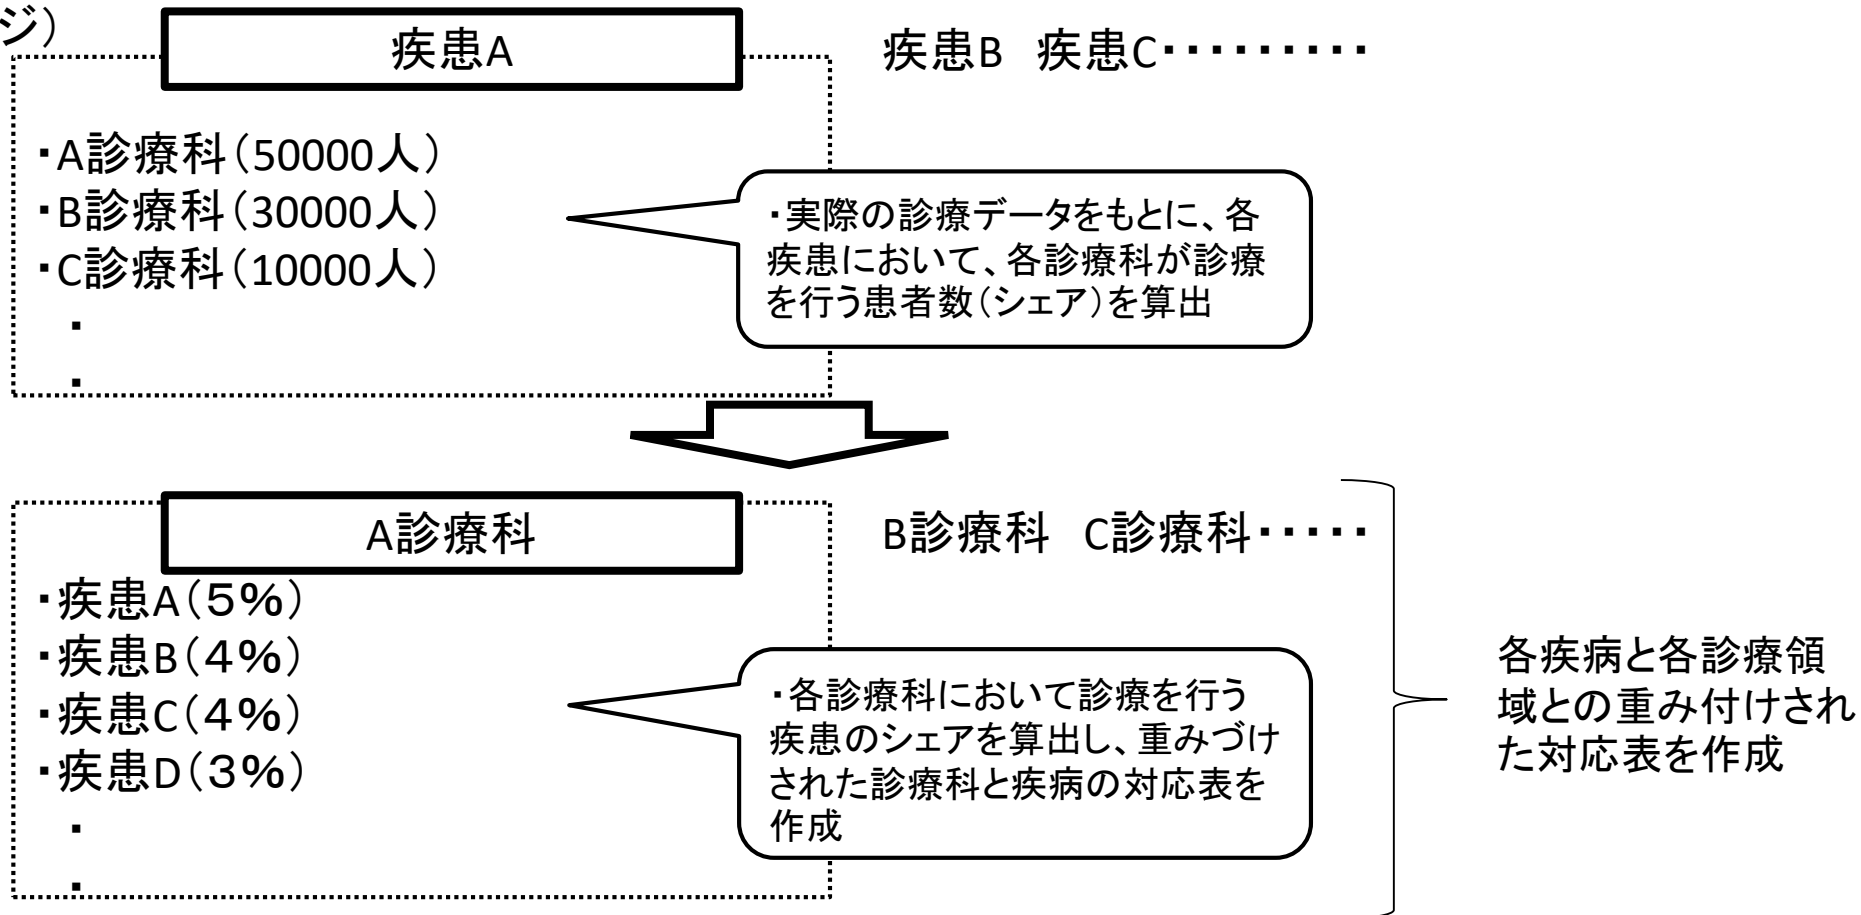 ジ）
疾患A
疾患B　疾患C・・・・・・・・・
・A診療科（50000人）
・B診療科（30000人）
・C診療科（10000人）
・
・
・実際の診療データをもとに、各
疾患において、各診療科が診療
を行う患者数（シェア）を算出
A診療科
B診療科　C診療科・・・・・
・疾患A（５％）
・疾患B（４％）
・疾患C（４％）
・疾患D（３％）
・
・
・各診療科において診療を行う
疾患のシェアを算出し、重みづけ
された診療科と疾病の対応表を
作成
各疾病と各診療領
域との重み付けされ
た対応表を作成